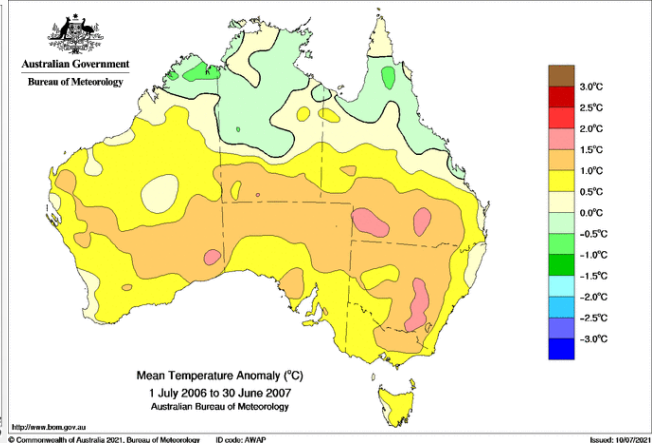 Australian Government
Bureau of Meteorology
3.0°C
2.5°C
2.0°C
1.5°C
1.0°C
0.5°C
0.0°C
-0.5°C
-1.0°C
-1.5°C
-2.0°C
-2.5°C
-3.0°C
Mean Temperature Anomaly (°C)
1 July 2006 to 30 June 2007
Australian Bureau of Meteorology
http://www.bom.gov.au
© Commonwealth of Australia 2021, Bureau of Meteorology
ID code: AWAP
Issued: 10/07/2021